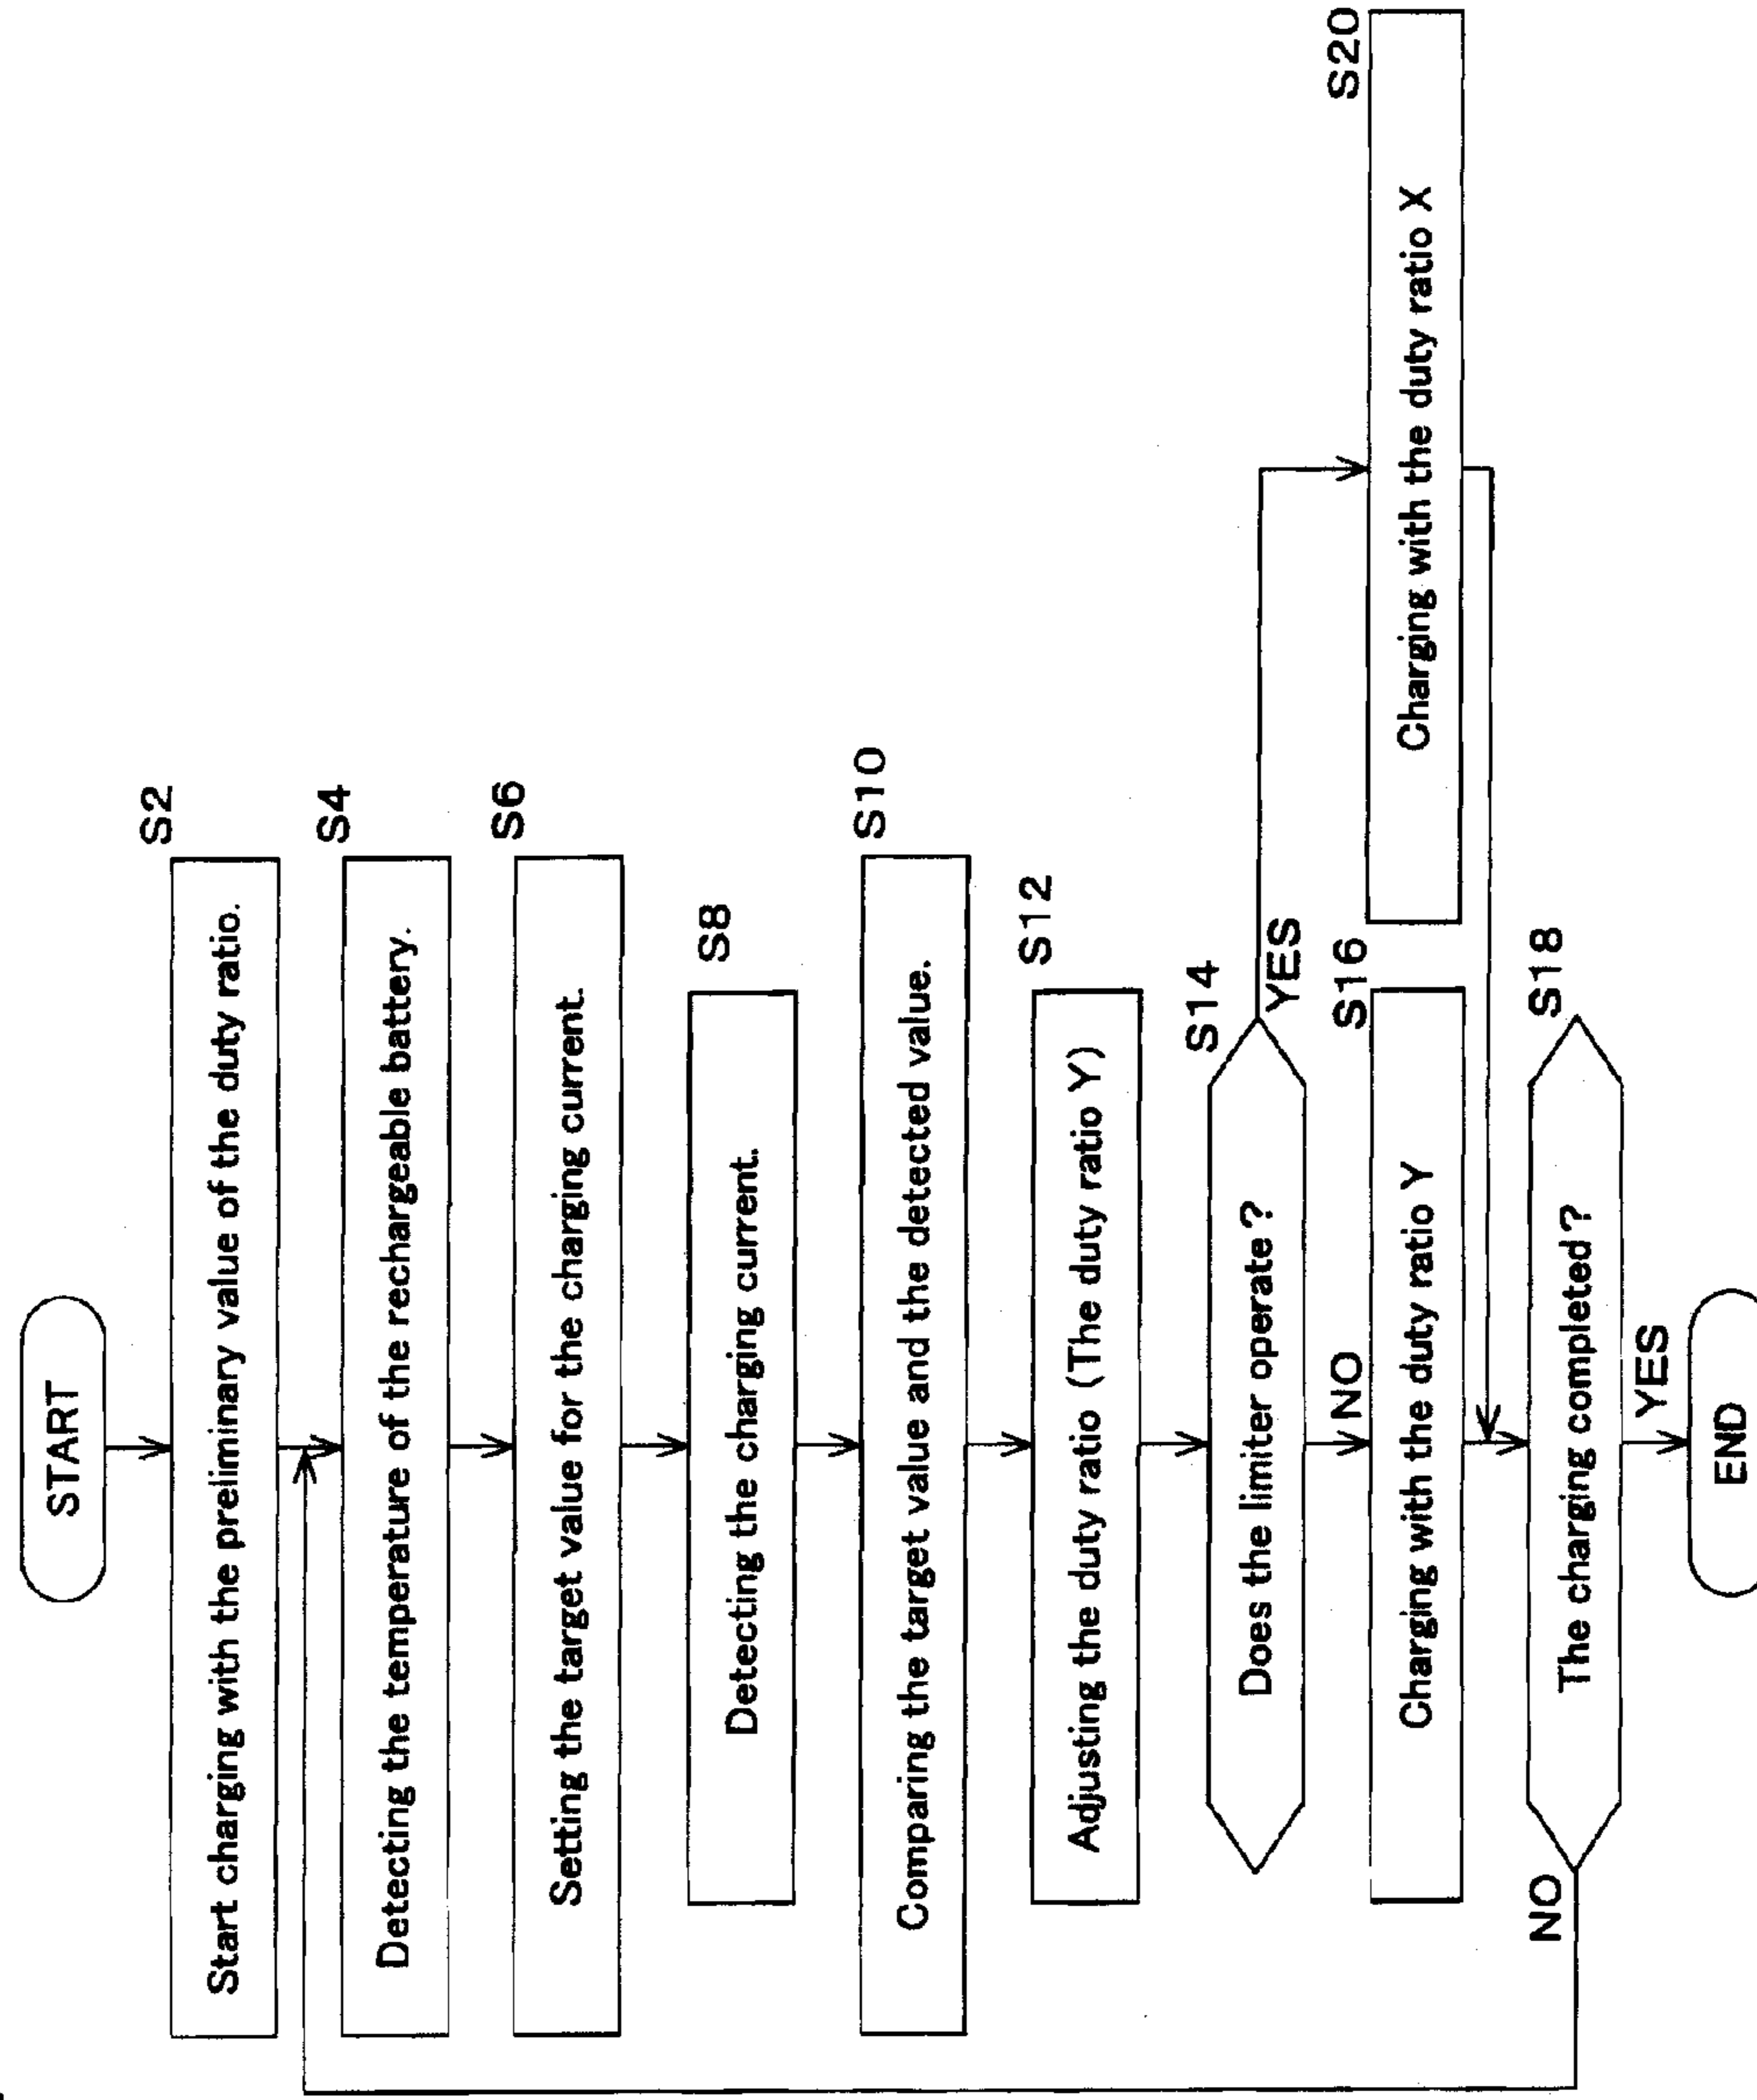 START
S2
Start charging with the preliminary value of the duty ratio.
S4
Detecting the temperature of the rechargeable battery.
S6
Setting the target value for the charging current.
S8
Detecting the charging current.
S10
Comparing the target value and the detected value.
S12
Adjusting the duty ratio (The duty ratio Y)
S14
Does the limiter operate?
YES
NO
S16
Charging with the duty ratio Y
S20
Charging with the duty ratio X
S18
The charging completed?
NO
YES
END